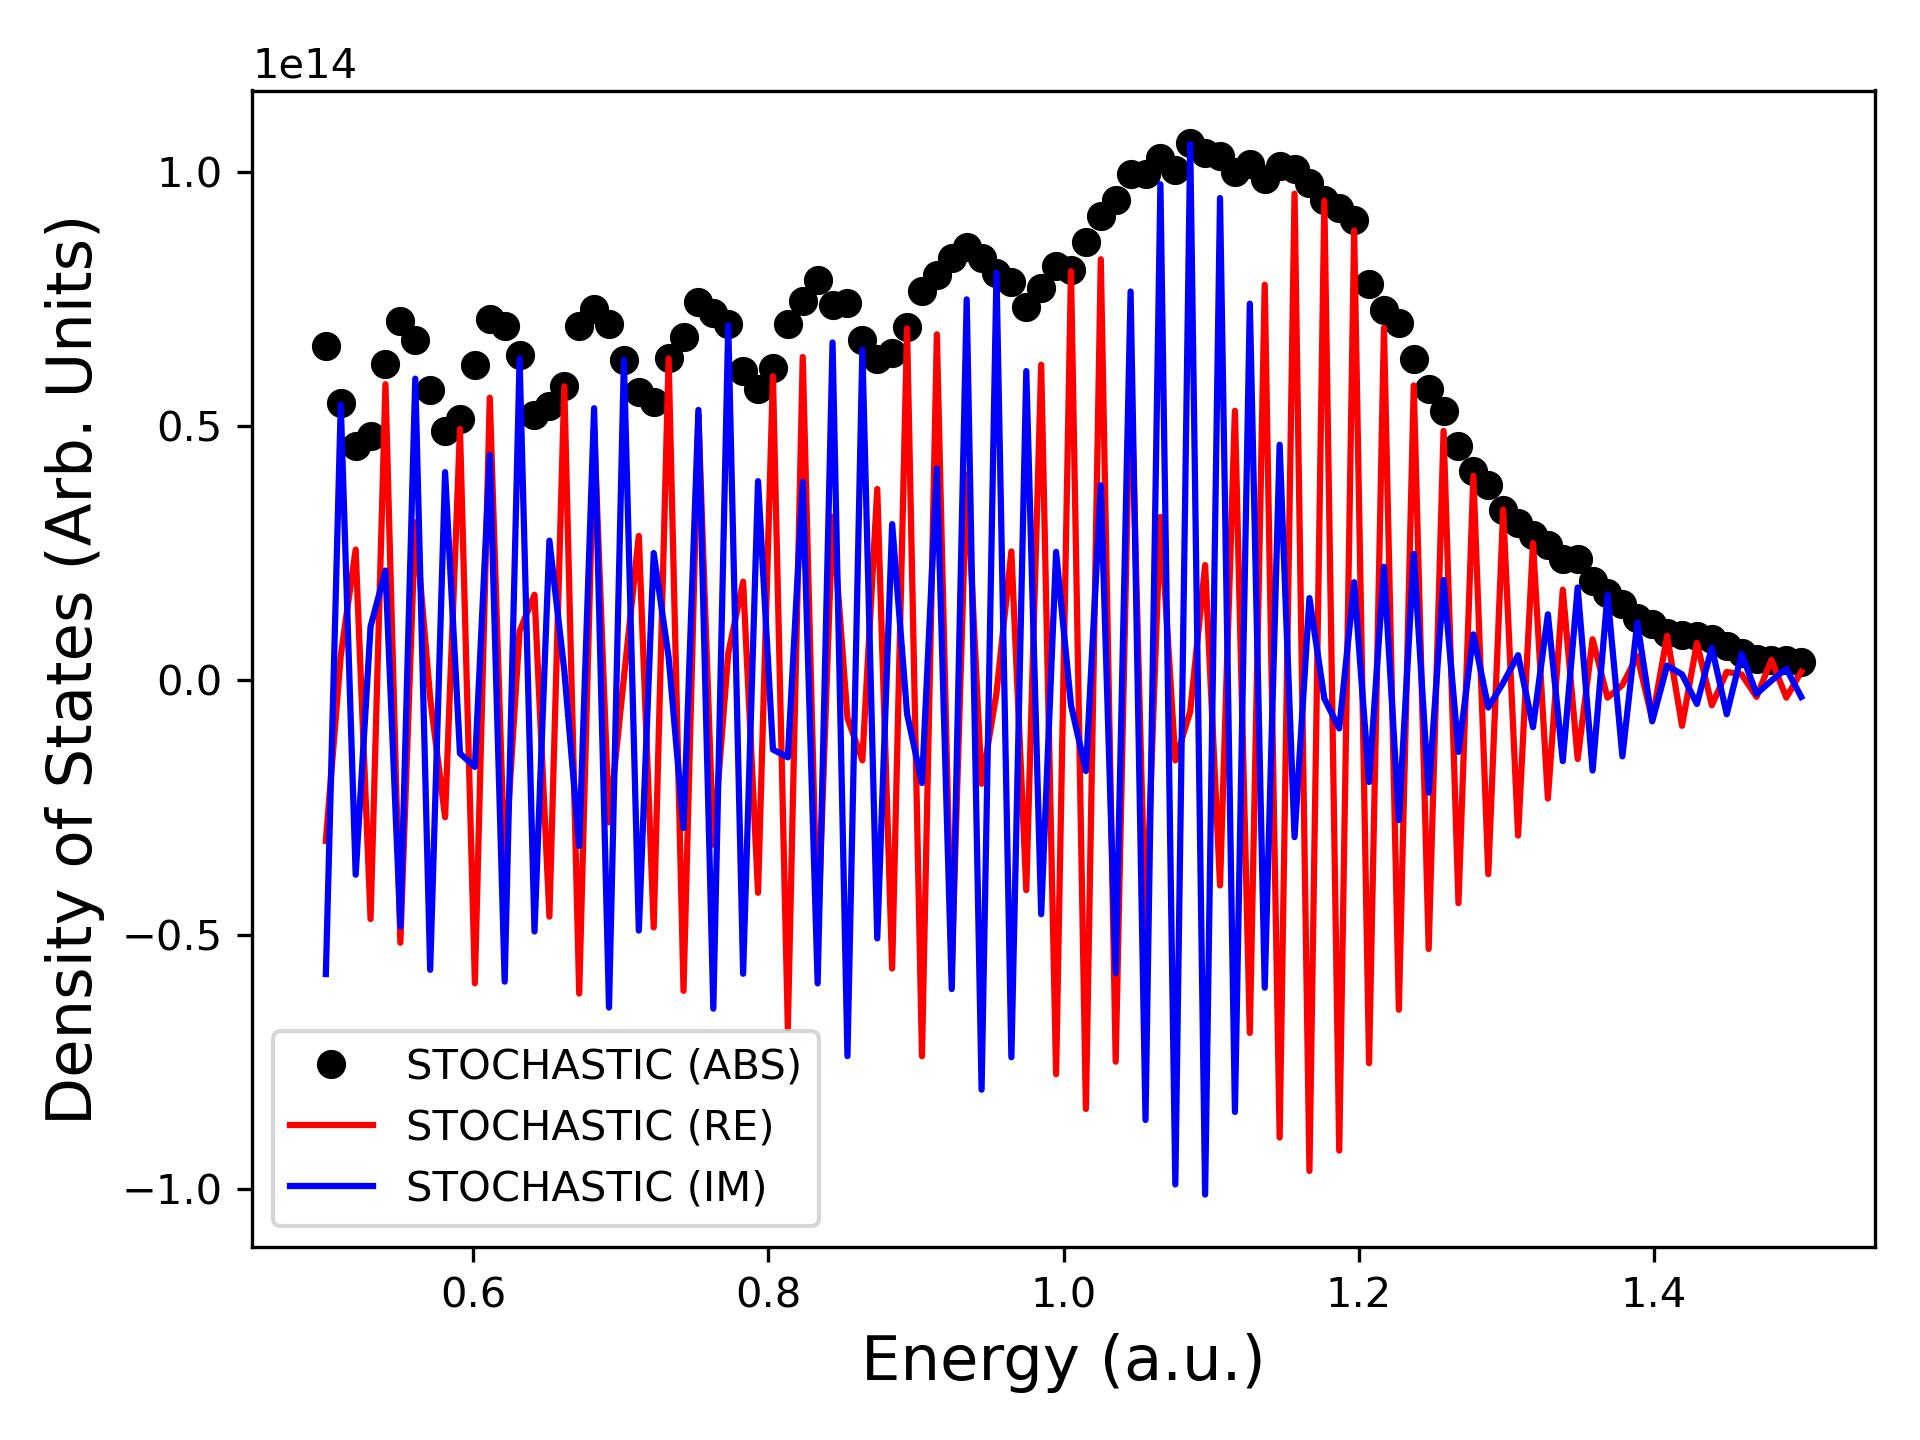 1e14
1.0
0.5
0.0
−0.5
−1.0
Density of States (Arb. Units)
STOCHASTIC (ABS)
STOCHASTIC (RE)
STOCHASTIC (IM)
0.6 0.8 1.0 1.2 1.4
Energy (a.u.)